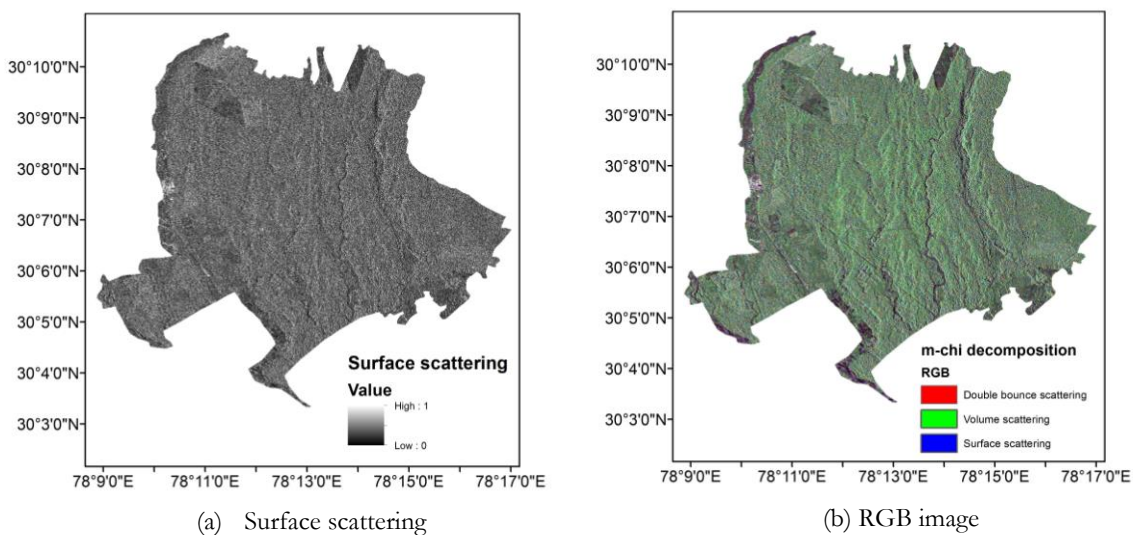 30°10'0"N
30°9'0"N
30°8'0"N
30°7'0"N
30°6'0"N
30°5'0"N
30°4'0"N
30°3'0"N
Surface scattering
Value
High : 1
Low : 0
78°9'0"E 78°11'0"E 78°13'0"E 78°15'0"E 78°17'0"E
(a) Surface scattering
30°10'0"N
30°9'0"N
30°8'0"N
30°7'0"N
30°6'0"N
30°5'0"N
30°4'0"N
30°3'0"N
m-chi decomposition
RGB
Double bounce scattering
Volume scattering
Surface scattering
78°9'0"E 78°11'0"E 78°13'0"E 78°15'0"E 78°17'0"E
(b) RGB image